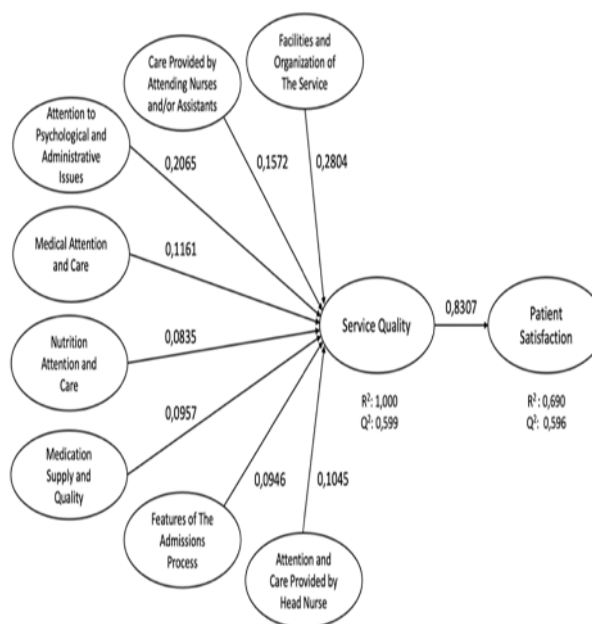 Facilities and
Organization of
The Service
Care Provided by
Attending Nurses
and/or Assistants
Attention to
Psychological and
Administrative
Issues
0,2065
0,1572
0,2804
Medical Attention
and Care
0,1161
Service Quality
0,8307
Patient
Satisfaction
Nutrition
Attention and
Care
0,0835
R²: 1,000
Q²: 0,599
R²: 0,690
Q²: 0,596
Medication
Supply and
Quality
0,0957
0,0946
0,1045
Features of The
Admissions
Process
Attention and
Care Provided by
Head Nurse